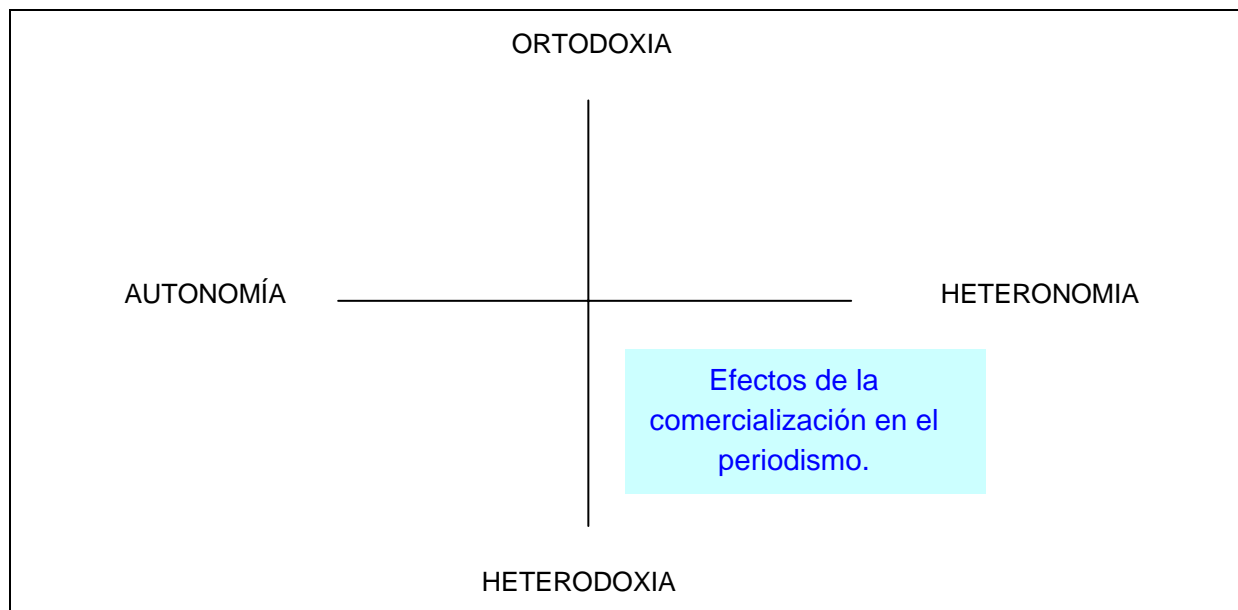 ORTODOXIA
AUTONOMÍA
HETERONOMIA
Efectos de la
comercialización en el
periodismo.
HETERODOXIA